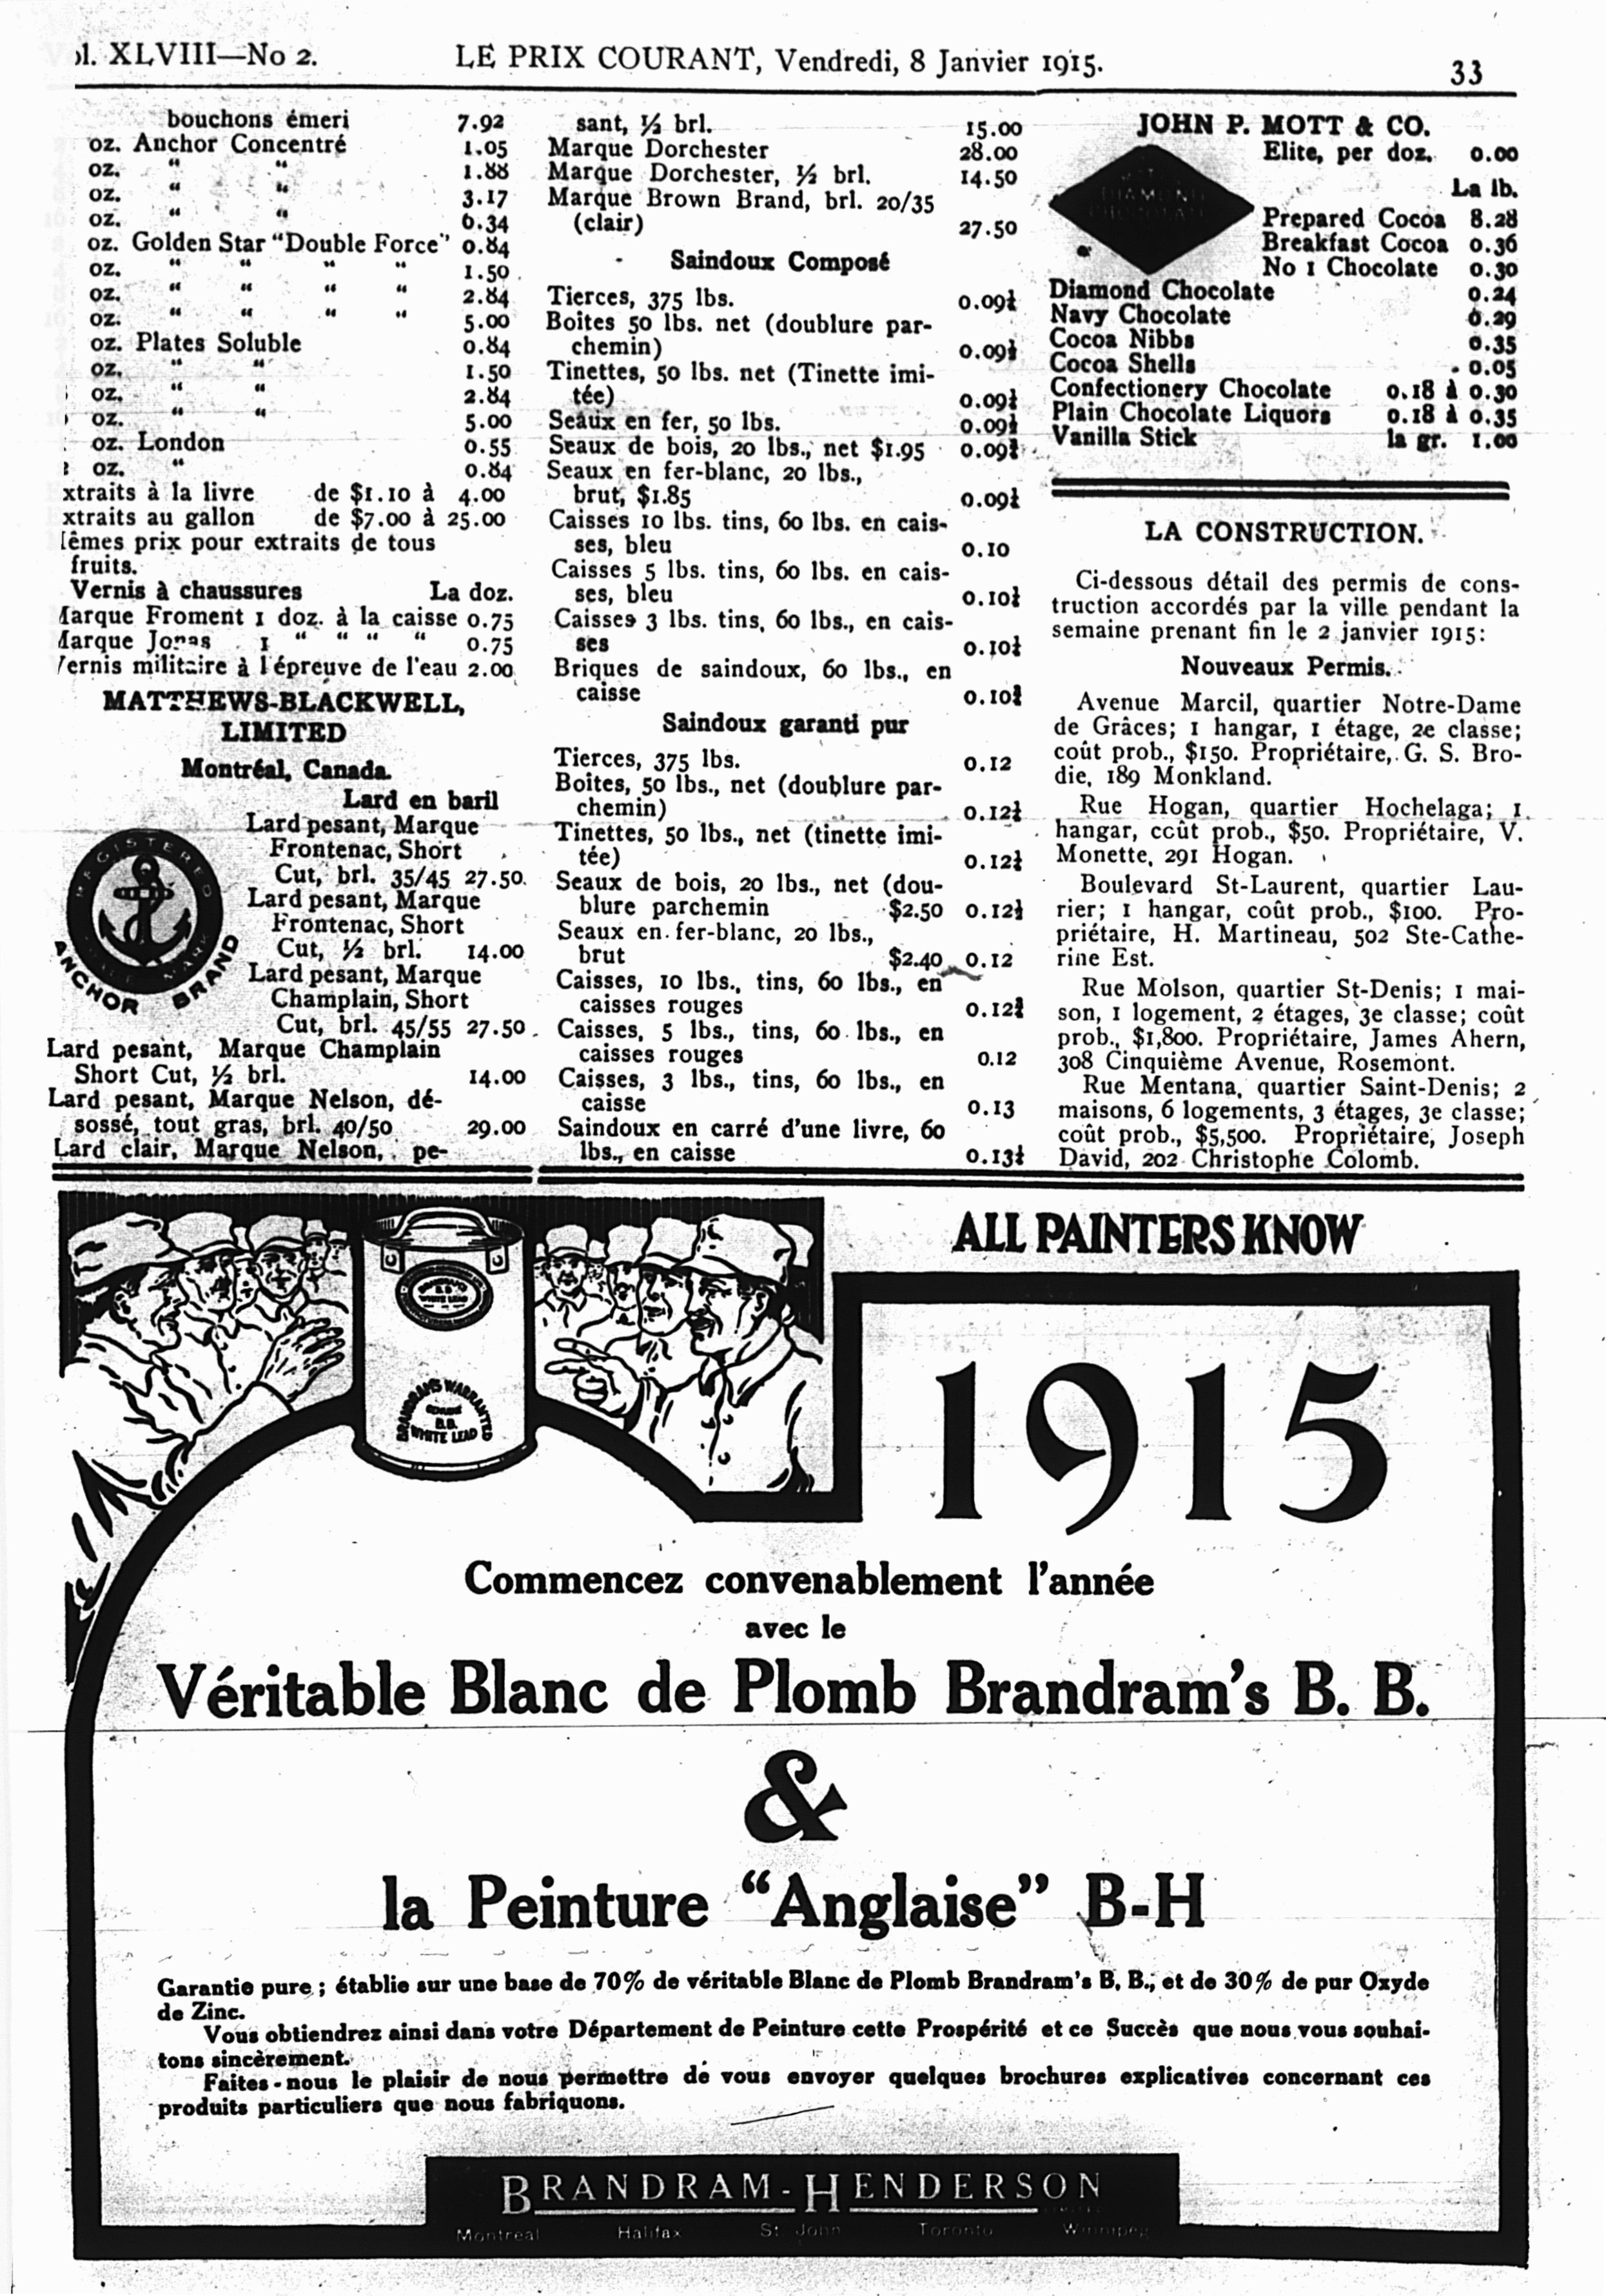 ol. XLVIII—No 2.
LE PRIX COURANT, Vendredi, 8 Janvier 1915.
33
bouchons émeri 7.92
oz. Anchor Concentré 1.05
oz. " " 1.88
oz. " " 3.17
oz. " " 6.34
oz. Golden Star "Double Force" 0.84
oz. " " " " 1.50
oz. " " " " 2.84
oz. " " " " 5.00
oz. Plates Soluble 0.84
oz. " " 1.50
oz. " " 2.84
oz. " " 5.00
oz. London 0.55
oz. " 0.84
xtraits à la livre de $1.10 à 4.00
xtraits au gallon de $7.00 à 25.00
êmes prix pour extraits de tous
fruits.
Vernis à chaussures La doz.
arque Froment 1 doz. à la caisse 0.75
arque Jonas 1 " " " " 0.75
ernis militaire à l'épreuve de l'eau 2.00
MATTHEWS-BLACKWELL,
LIMITED
Montréal, Canada.
Lard en baril
REGISTERED
TRADE MARK
ANCHOR BRAND
Lard pesant, Marque
Frontenac, Short
Cut, brl. 35/45 27.50
Lard pesant, Marque
Frontenac, Short
Cut, ½ brl. 14.00
Lard pesant, Marque
Champlain, Short
Cut, brl. 45/55 27.50
Lard pesant, Marque Champlain
Short Cut, ½ brl. 14.00
Lard pesant, Marque Nelson, dé-
sossé, tout gras, brl. 40/50 29.00
Lard clair, Marque Nelson, pe-
sant, ½ brl. 15.00
Marque Dorchester 28.00
Marque Dorchester, ½ brl. 14.50
Marque Brown Brand, brl. 20/35
(clair) 27.50
Saindoux Composé
Tierces, 375 lbs.
Boites 50 lbs. net (doublure par-
chemin)
Tinettes, 50 lbs. net (Tinette imi-
tée)
Seaux en fer, 50 lbs.
Seaux de bois, 20 lbs., net $1.95
Seaux en fer-blanc, 20 lbs.,
brut, $1.85
Caisses 10 lbs. tins, 60 lbs. en cais-
ses, bleu 0.10
Caisses 5 lbs. tins, 60 lbs. en cais-
ses, bleu
Caisses 3 lbs. tins, 60 lbs., en cais-
ses
Briques de saindoux, 60 lbs., en
caisse
Saindoux garanti pur
Tierces, 375 lbs. 0.12
Boites, 50 lbs., net (doublure par-
chemin)
Tinettes, 50 lbs., net (tinette imi-
tée)
Seaux de bois, 20 lbs., net (dou-
blure parchemin $2.50
Seaux en fer-blanc, 20 lbs.,
brut $2.40 0.12
Caisses, 10 lbs., tins, 60 lbs., en
caisses rouges
Caisses, 5 lbs., tins, 60 lbs., en
caisses rouges 0.12
Caisses, 3 lbs., tins, 60 lbs., en
caisse 0.13
Saindoux en carré d'une livre, 60
lbs., en caisse
JOHN P. MOTT & CO.
DIAMOND
CHOCOLATE
Elite, per doz. 0.00
La lb.
Prepared Cocoa 8.28
Breakfast Cocoa 0.36
No 1 Chocolate 0.30
Diamond Chocolate 0.24
Navy Chocolate 0.29
Cocoa Nibbs 0.35
Cocoa Shells 0.05
Confectionery Chocolate 0.18 à 0.30
Plain Chocolate Liquors 0.18 à 0.35
Vanilla Stick la gr. 1.00
LA CONSTRUCTION.
Ci-dessous détail des permis de cons-
truction accordés par la ville pendant la
semaine prenant fin le 2 janvier 1915:
Nouveaux Permis.
Avenue Marcil, quartier Notre-Dame
de Grâces; 1 hangar, 1 étage, 2e classe;
coût prob., $150. Propriétaire, G. S. Bro-
die, 189 Monkland.
Rue Hogan, quartier Hochelaga; 1
hangar, coût prob., $50. Propriétaire, V.
Monette, 291 Hogan.
Boulevard St-Laurent, quartier Lau-
rier; 1 hangar, coût prob., $100. Pro-
priétaire, H. Martineau, 502 Ste-Cathe-
rine Est.
Rue Molson, quartier St-Denis; 1 mai-
son, 1 logement, 2 étages, 3e classe; coût
prob., $1,800. Propriétaire, James Ahern,
308 Cinquième Avenue, Rosemont.
Rue Mentana, quartier Saint-Denis; 2
maisons, 6 logements, 3 étages, 3e classe;
coût prob., $5,500. Propriétaire, Joseph
David, 202 Christophe Colomb.
B.B.
WHITE LEAD
BRANDRAM'S WARRANTED
GENUINE
B.B.
WHITE LEAD
ALL PAINTERS KNOW
1915
Commencez convenablement l'année
avec le
Véritable Blanc de Plomb Brandram's B. B.
&
la Peinture "Anglaise" B-H
Garantie pure; établie sur une base de 70% de véritable Blanc de Plomb Brandram's B. B., et de 30% de pur Oxyde
de Zinc.
Vous obtiendrez ainsi dans votre Département de Peinture cette Prospérité et ce Succès que nous vous souhai-
tons sincèrement.
Faites-nous le plaisir de nous permettre de vous envoyer quelques brochures explicatives concernant ces
produits particuliers que nous fabriquons.
BRANDRAM-HENDERSON
Montreal Halifax St. John Toronto Winnipeg